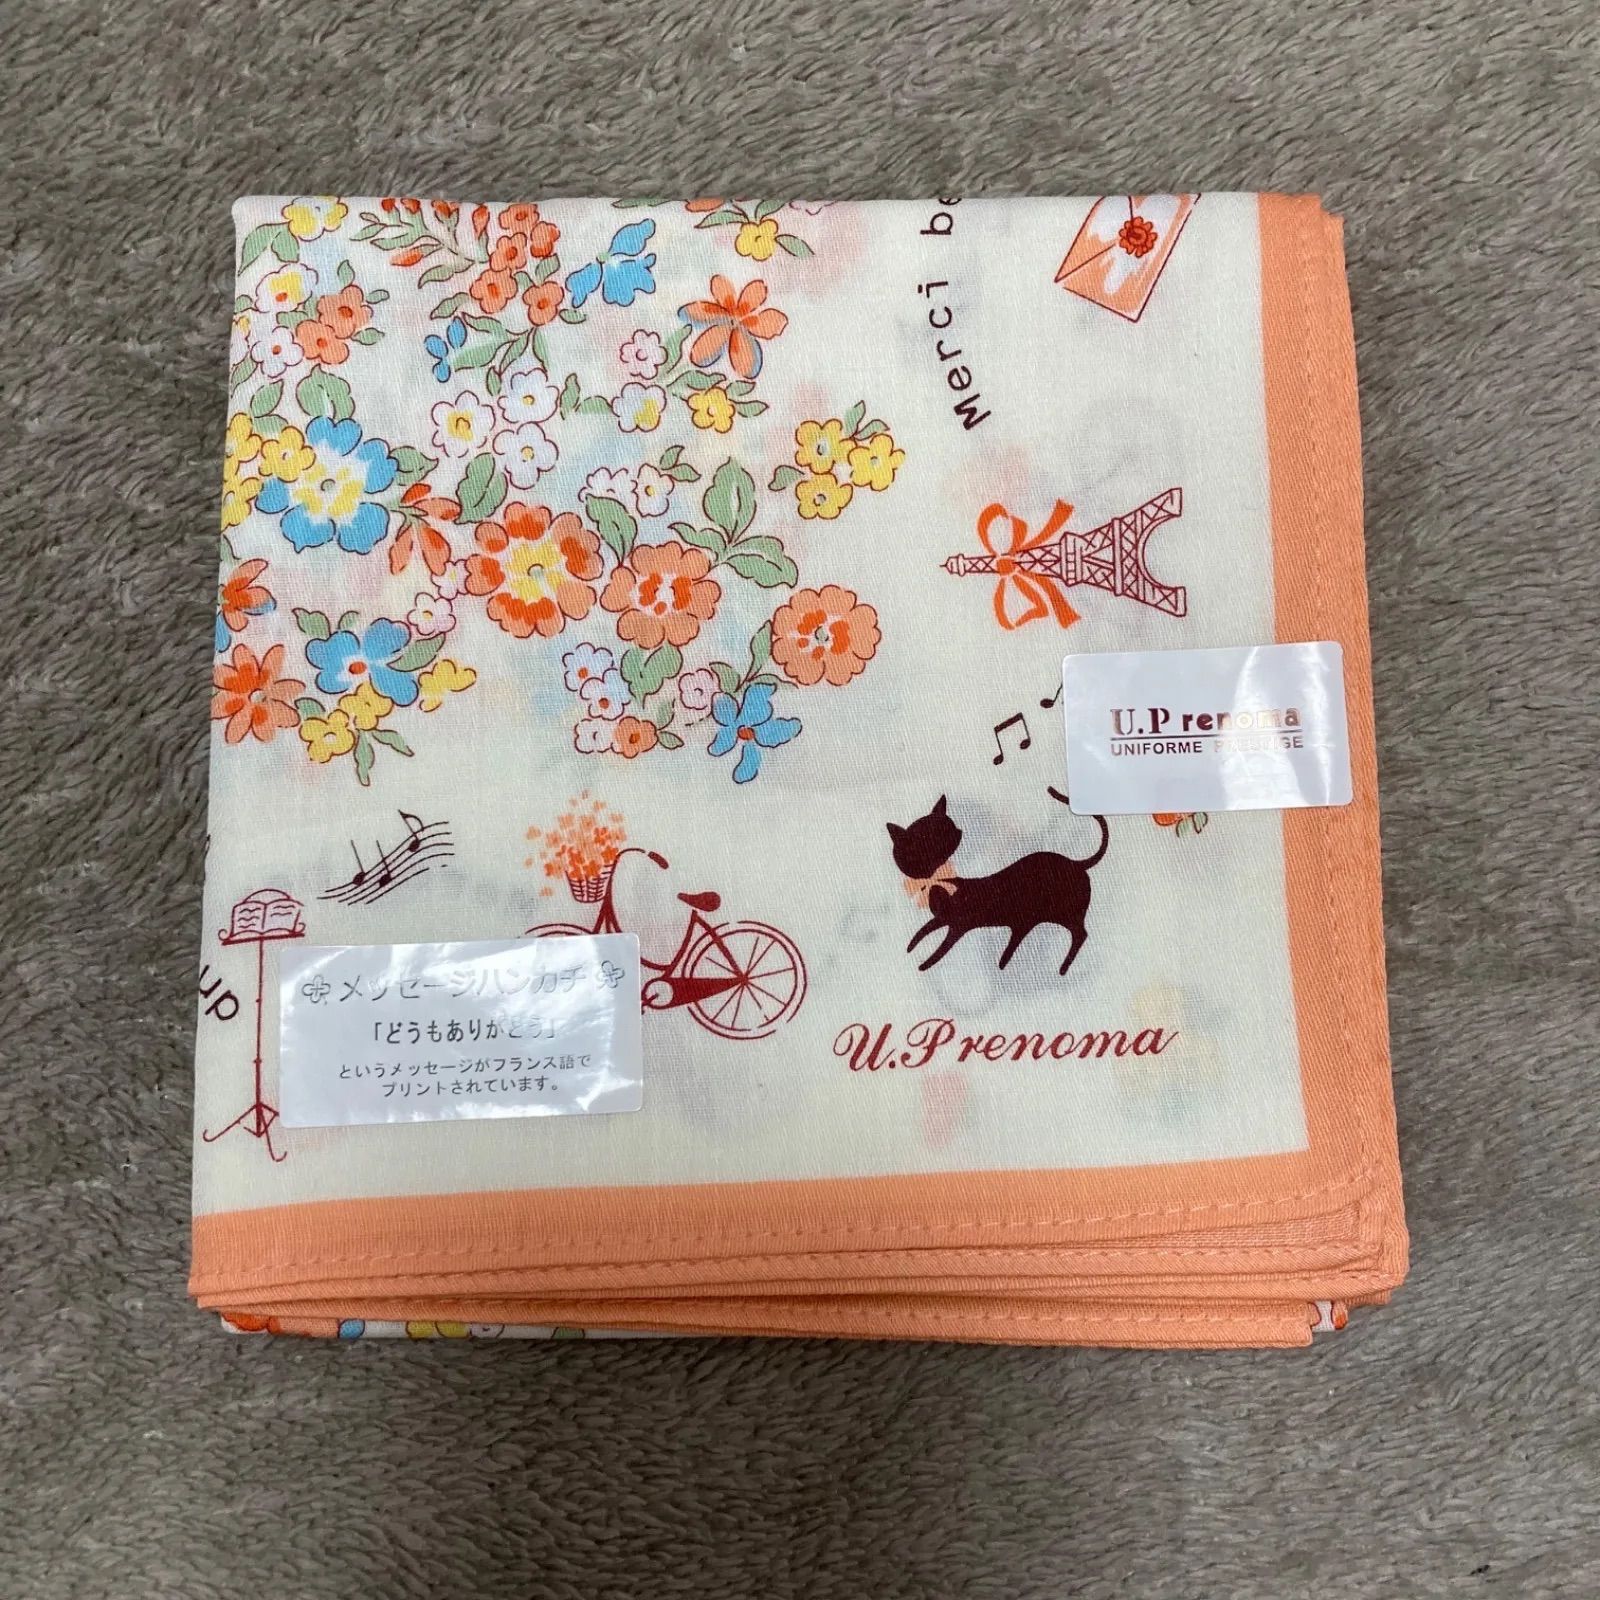 Merci be
U.P renoma
UNIFORME PRESTIGE
up
メッセージハンカチ
「どうもありがとう」
というメッセージがフランス語で
プリントされています。
U.P renoma